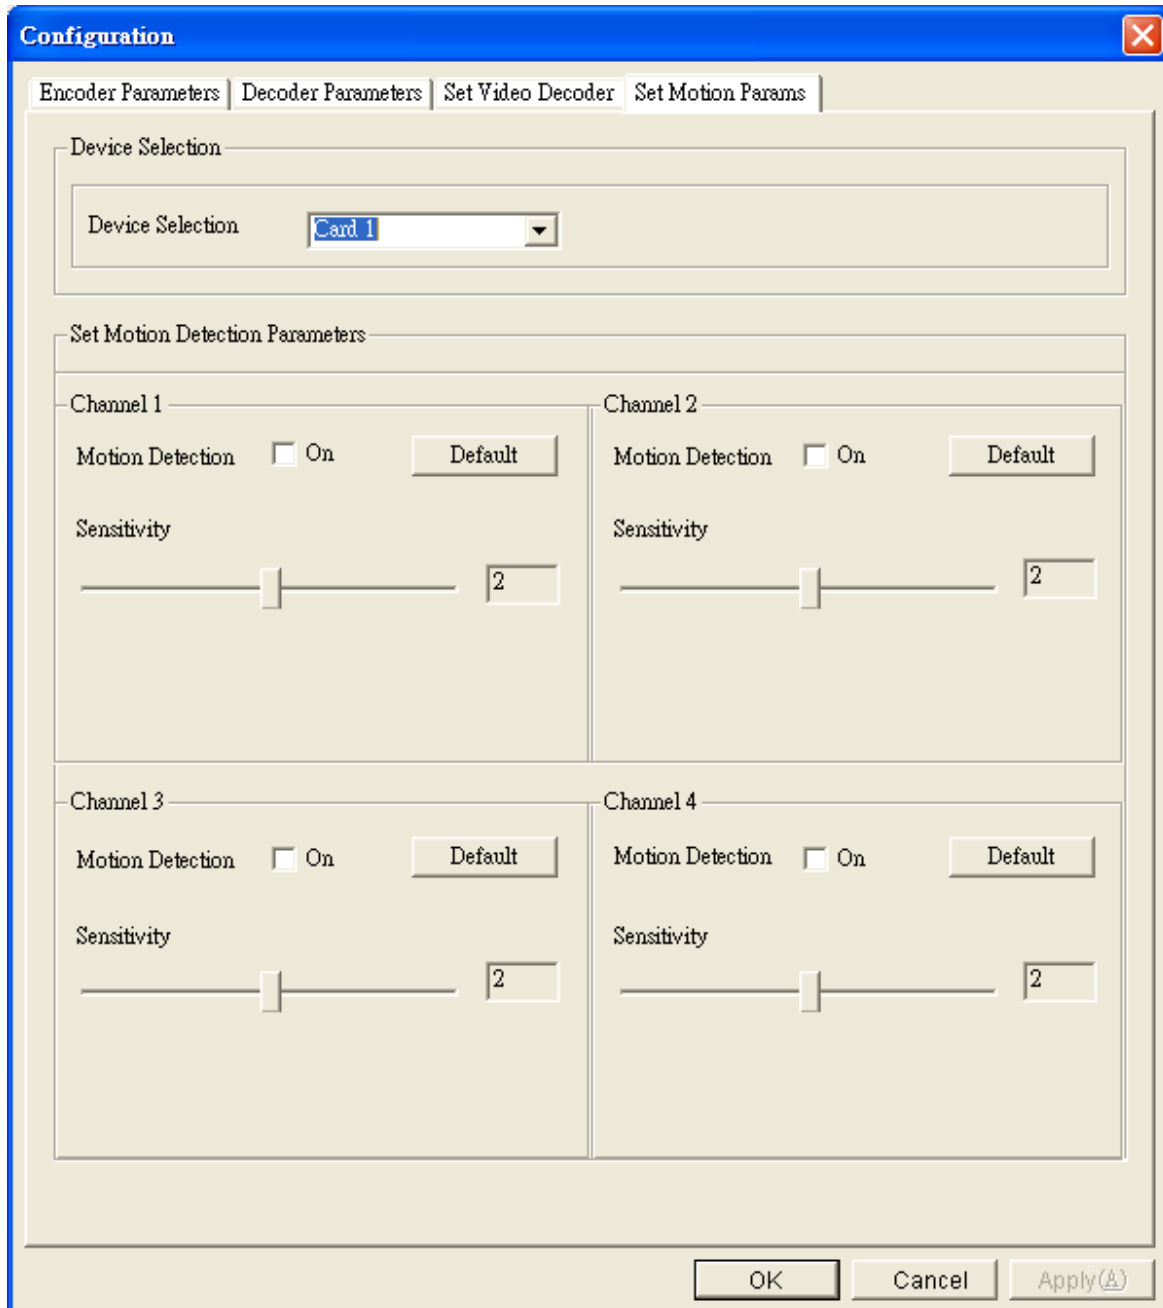 Configuration
Encoder Parameters Decoder Parameters Set Video Decoder Set Motion Params
Device Selection
Device Selection Card 1
Set Motion Detection Parameters
Channel 1
Motion Detection On Default
Sensitivity
2
Channel 2
Motion Detection On Default
Sensitivity
2
Channel 3
Motion Detection On Default
Sensitivity
2
Channel 4
Motion Detection On Default
Sensitivity
2
OK Cancel Apply(A)